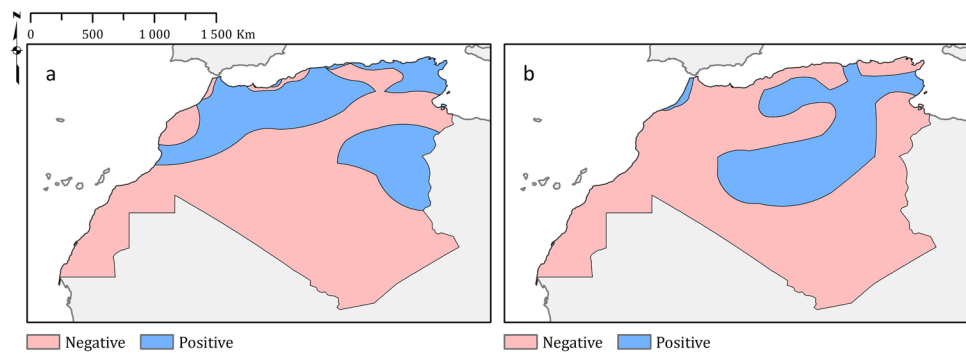 N
0 500 1 000 1 500 Km
a
b
Negative Positive
Negative Positive